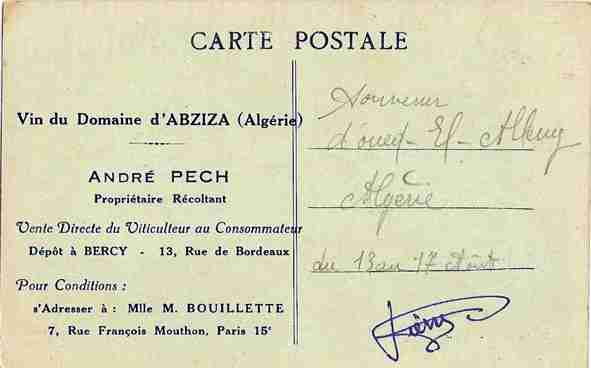 CARTE POSTALE
Vin du Domaine d'ABZIZA (Algérie)
ANDRÉ PECH
Propriétaire Récoltant
Vente Directe du Viticulteur au Consommateur
Dépôt à BERCY - 13, Rue de Bordeaux
Pour Conditions :
s'Adresser à : Mlle M. BOUILLETTE
7, Rue François Mouthon, Paris 15e
Souvenir
d'oued-El-Alleug
Algérie
du 13 au 17 Août